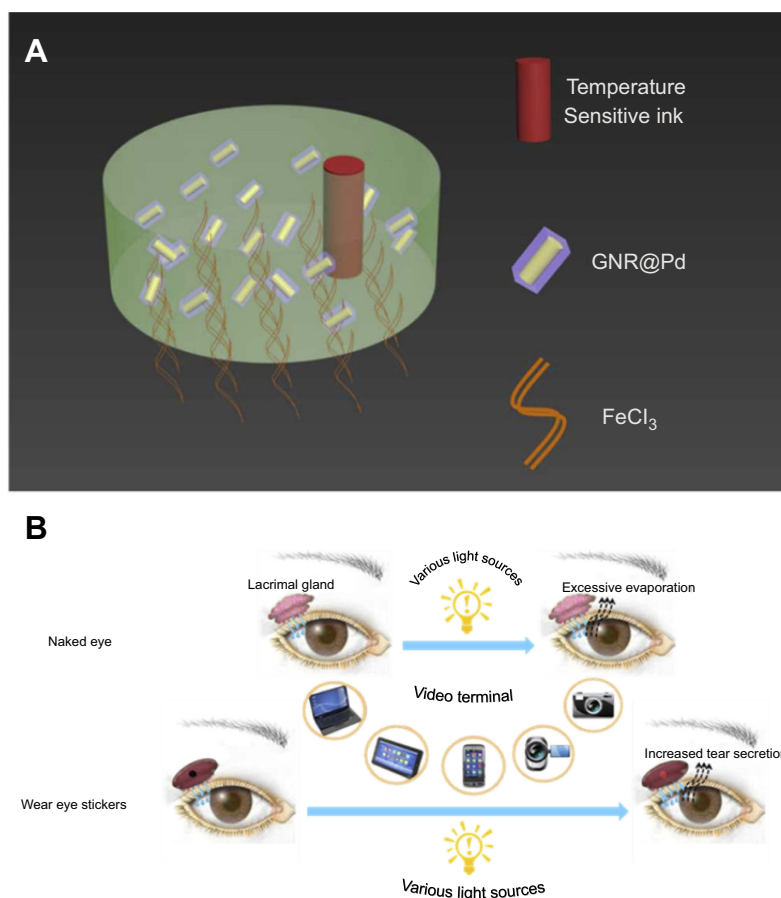 A
Temperature
Sensitive ink
GNR@Pd
FeCl₃
B
Lacrimal gland
Various light sources
Excessive evaporation
Naked eye
Video terminal
Increased tear secretion
Wear eye stickers
Various light sources